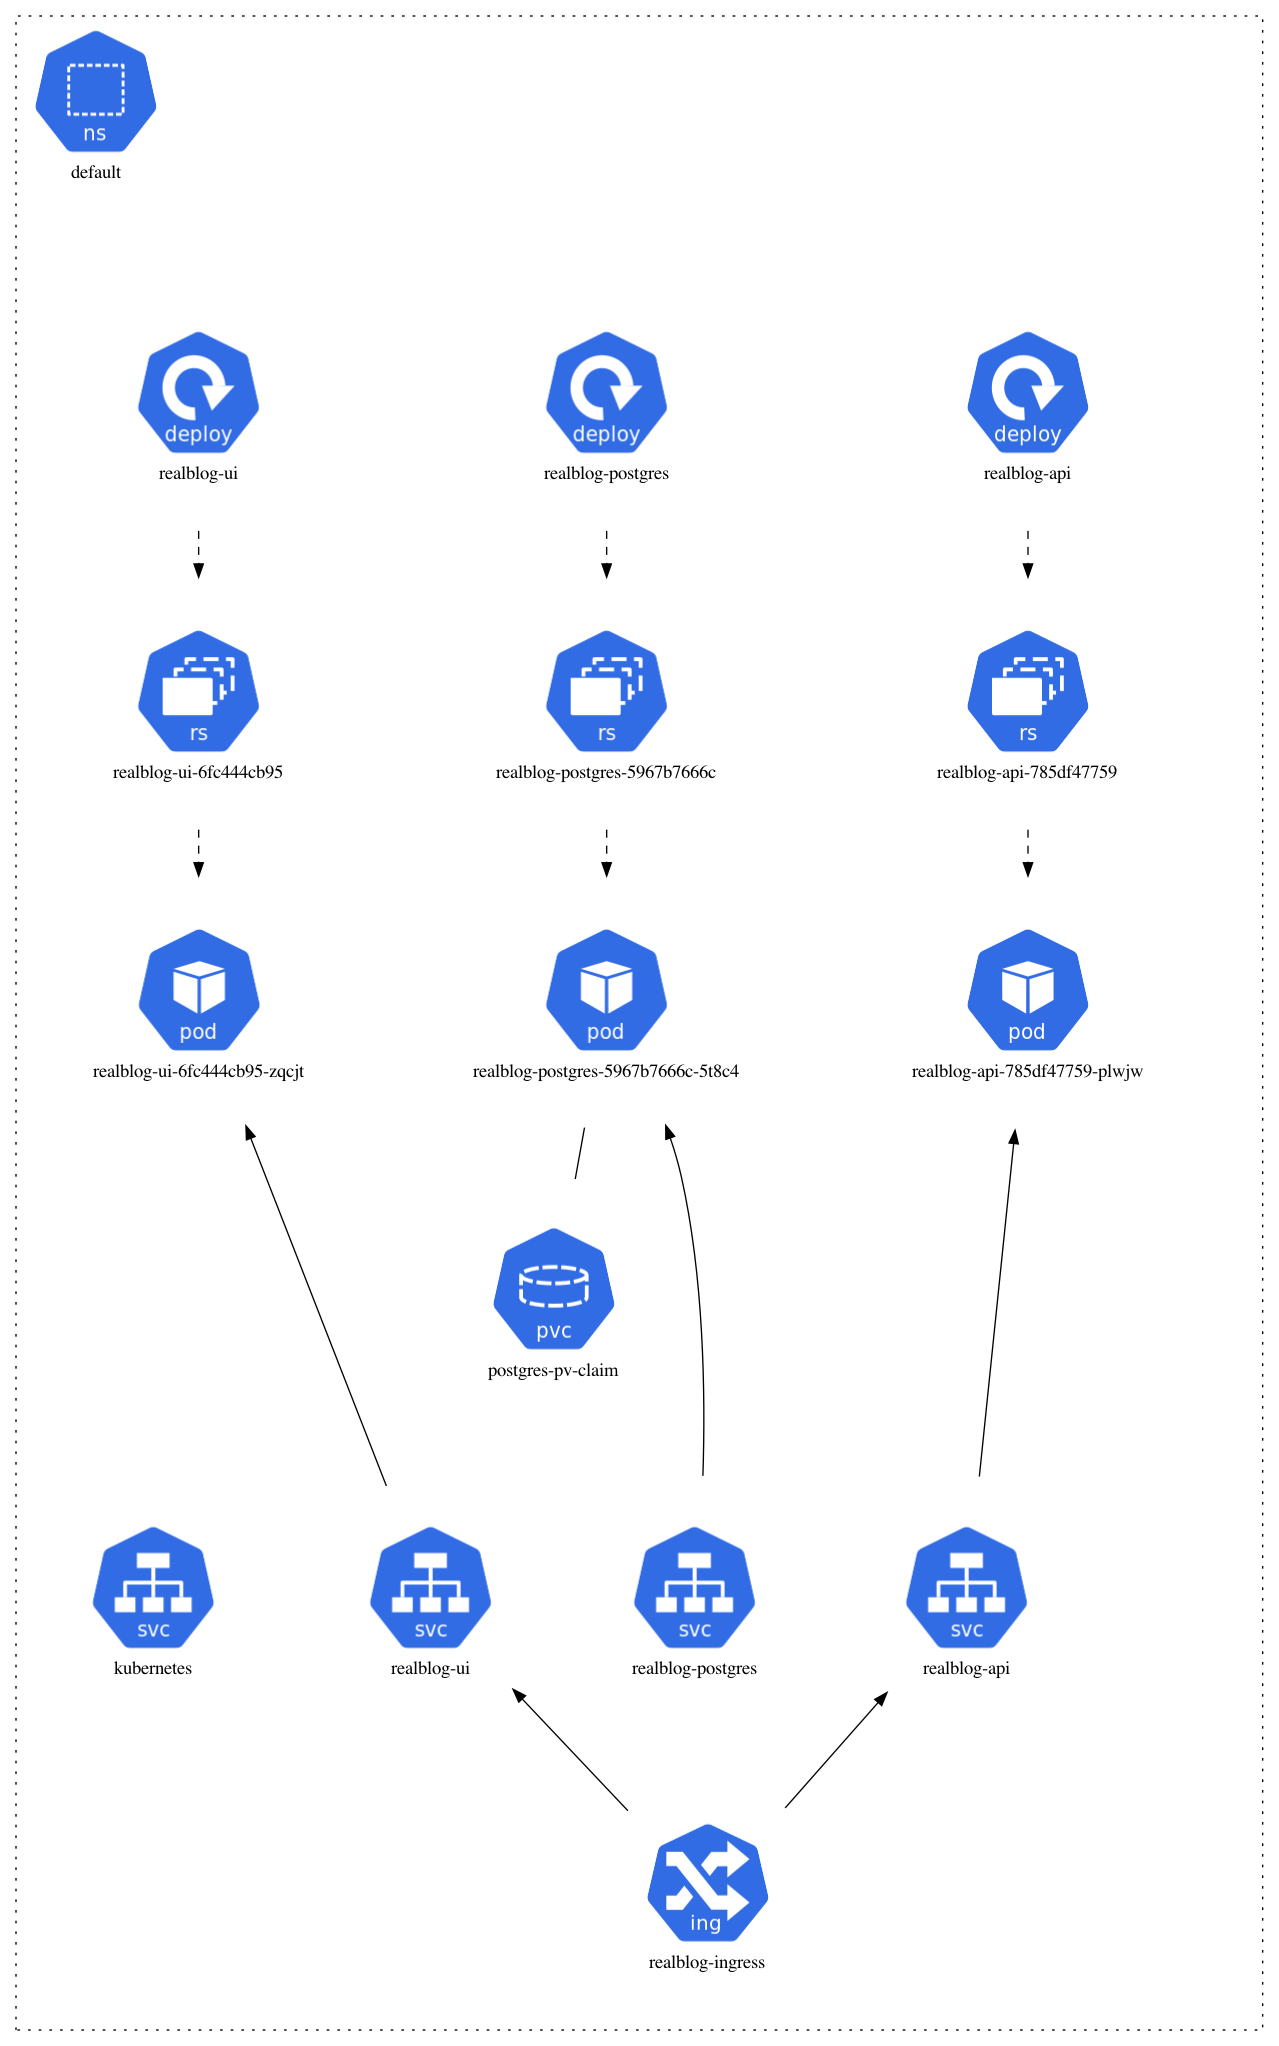 ns
default
deploy
deploy
deploy
realblog-ui
realblog-postgres
realblog-api
rs
rs
rs
realblog-ui-6fc444cb95
realblog-postgres-5967b7666c
realblog-api-785df47759
pod
pod
pod
realblog-ui-6fc444cb95-zqcjt
realblog-postgres-5967b7666c-5t8c4
realblog-api-785df47759-plwjw
pvc
postgres-pv-claim
svc
svc
svc
svc
kubernetes
realblog-ui
realblog-postgres
realblog-api
ing
realblog-ingress